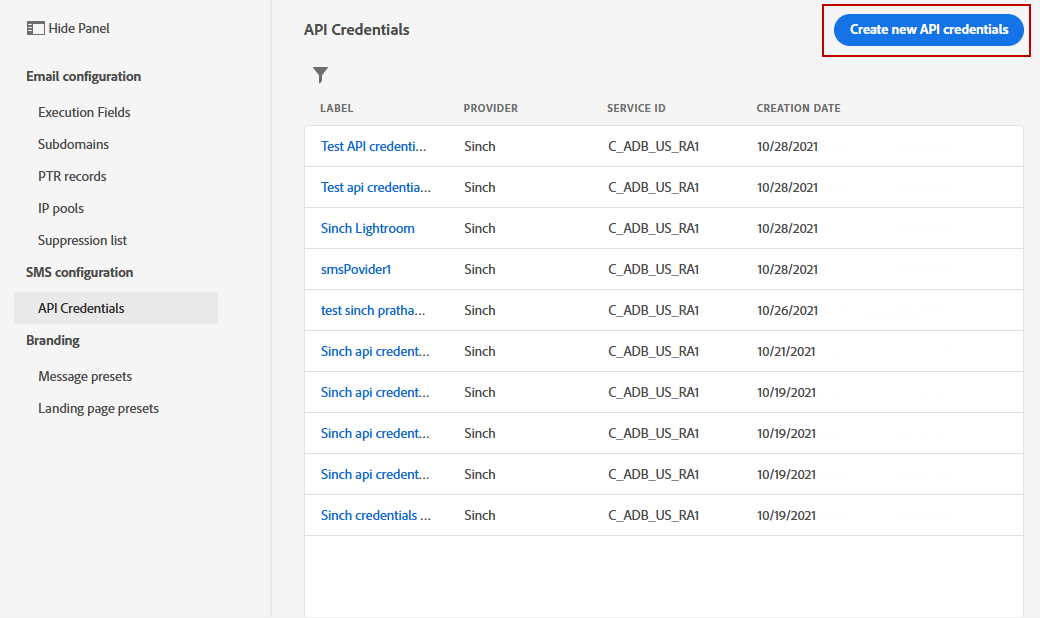 Hide Panel
Email configuration
Execution Fields
Subdomains
PTR records
IP pools
Suppression list
SMS configuration
API Credentials
Branding
Message presets
Landing page presets
API Credentials
Create new API credentials
LABEL PROVIDER SERVICE ID CREATION DATE
Test API credenti... Sinch C_ADB_US_RA1 10/28/2021
Test api credentia... Sinch C_ADB_US_RA1 10/28/2021
Sinch Lightroom Sinch C_ADB_US_RA1 10/28/2021
smsPovider1 Sinch C_ADB_US_RA1 10/28/2021
test sinch pratha... Sinch C_ADB_US_RA1 10/26/2021
Sinch api credent... Sinch C_ADB_US_RA1 10/21/2021
Sinch api credent... Sinch C_ADB_US_RA1 10/19/2021
Sinch api credent... Sinch C_ADB_US_RA1 10/19/2021
Sinch api credent... Sinch C_ADB_US_RA1 10/19/2021
Sinch credentials ... Sinch C_ADB_US_RA1 10/19/2021